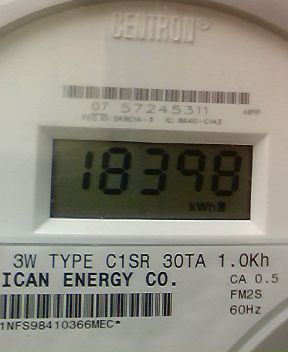 CENTRON®
07 57245311
HPP
18398
kWh
3W TYPE C1SR 30TA 1.0Kh
ICAN ENERGY CO.
CA 0.5
FM2S
60Hz
1NFS98410366MEC*